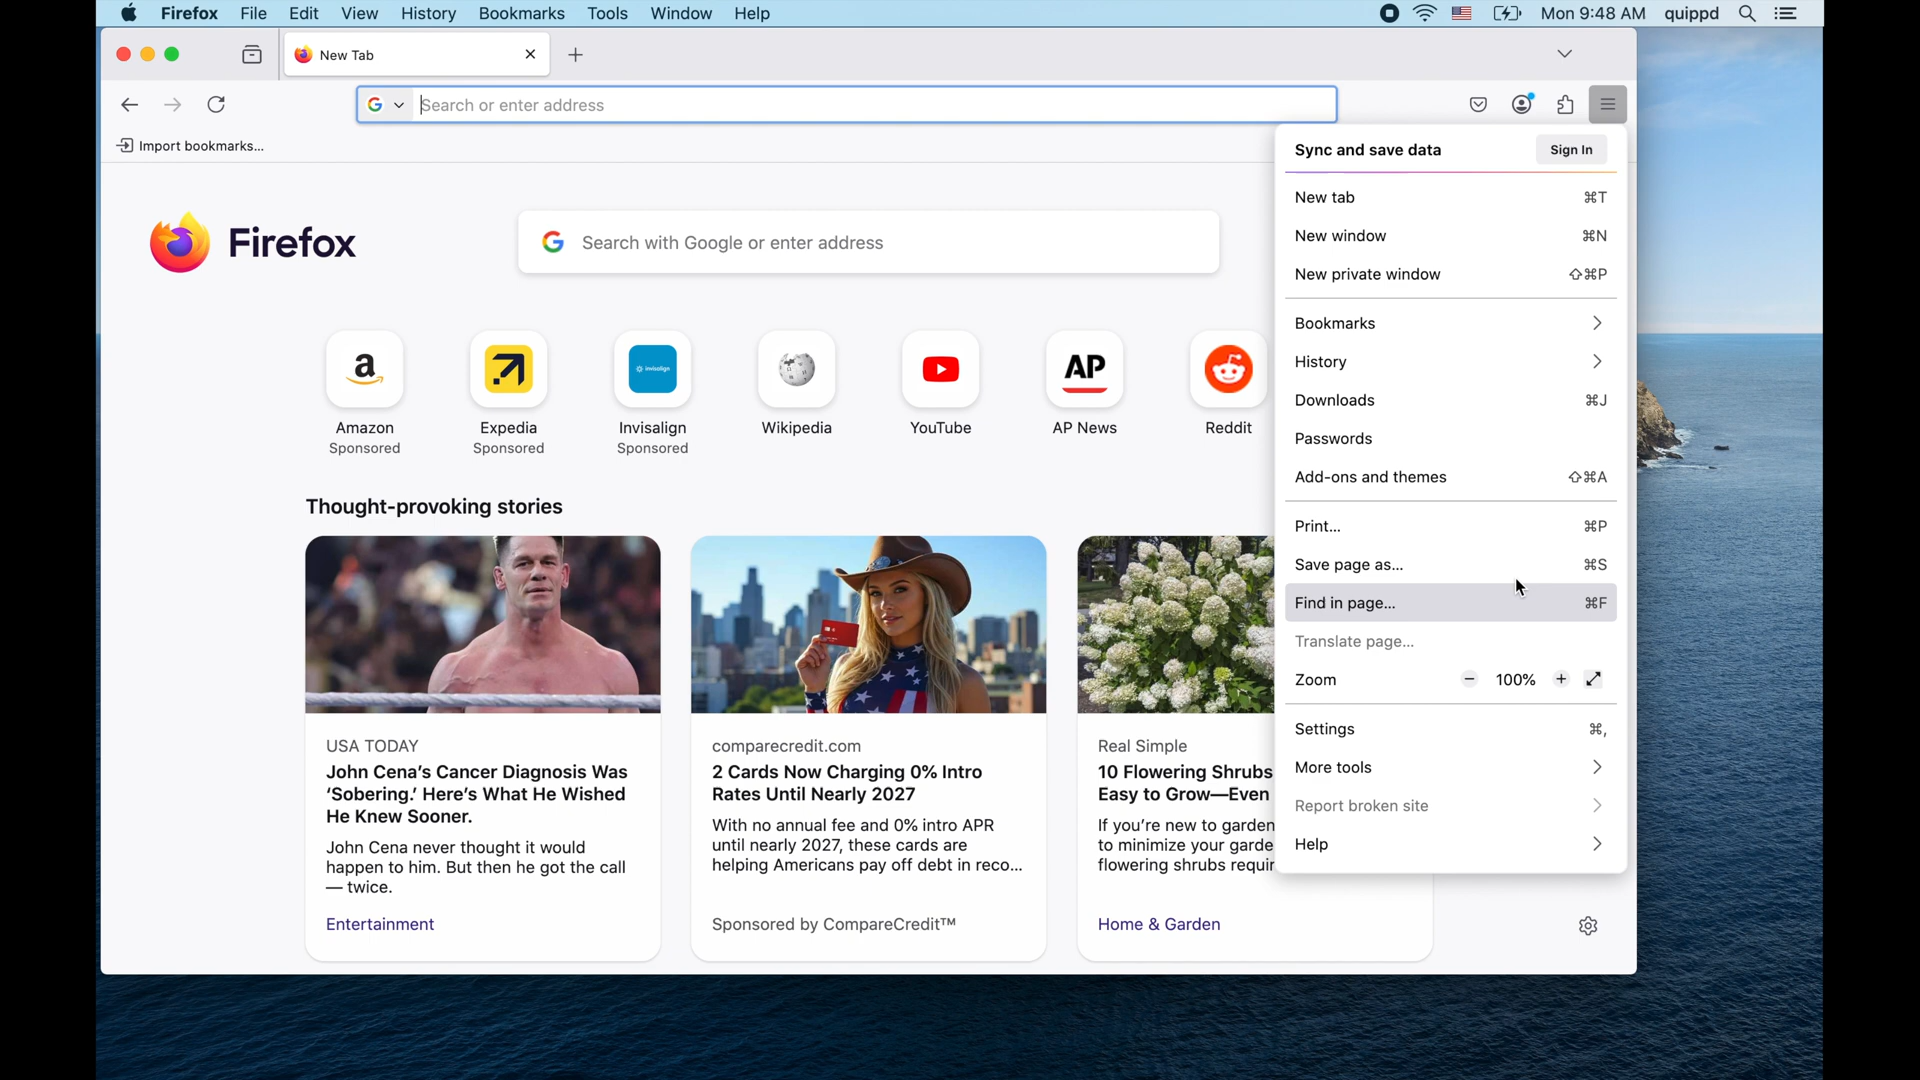 Firefox File Edit View History Bookmarks Tools Window Help Mon 9:48 AM quippd
New Tab
Search or enter address
Import bookmarks...
Firefox
Search with Google or enter address
a
invisalign
AP
Amazon Expedia Invisalign Wikipedia YouTube AP News Reddit
Sponsored Sponsored Sponsored
Thought-provoking stories
USA TODAY
John Cena's Cancer Diagnosis Was
'Sobering.' Here's What He Wished
He Knew Sooner.
John Cena never thought it would
happen to him. But then he got the call
— twice.
Entertainment
comparecredit.com
2 Cards Now Charging 0% Intro
Rates Until Nearly 2027
With no annual fee and 0% intro APR
until nearly 2027, these cards are
helping Americans pay off debt in reco...
Sponsored by CompareCredit™
Real Simple
10 Flowering Shrubs
Easy to Grow—Even
If you're new to garden
to minimize your garde
flowering shrubs requir
Home & Garden
Sync and save data Sign In
New tab ⌘T
New window ⌘N
New private window ⇧⌘P
Bookmarks
History
Downloads ⌘J
Passwords
Add-ons and themes ⇧⌘A
Print... ⌘P
Save page as... ⌘S
Find in page... ⌘F
Translate page...
Zoom − 100% +
Settings ⌘,
More tools
Report broken site
Help